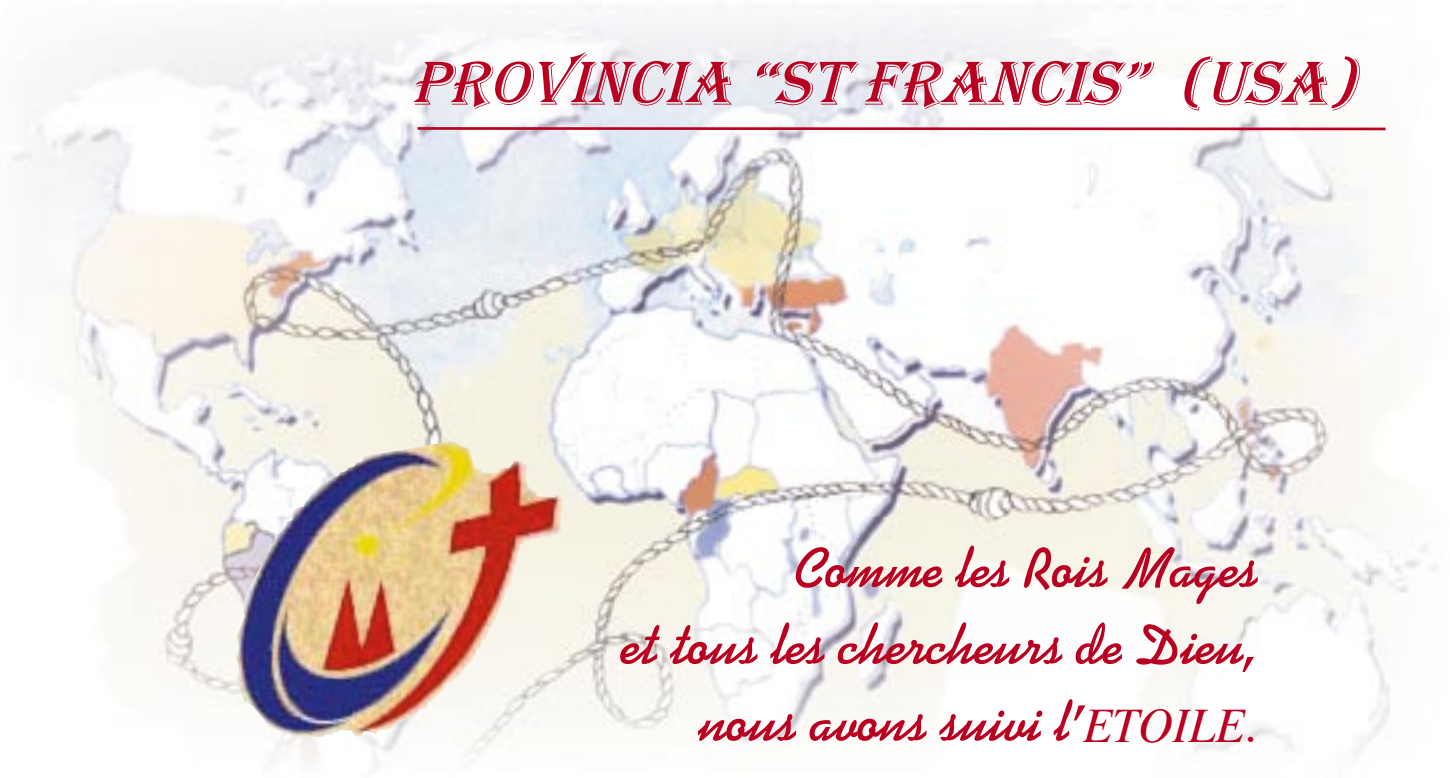 PROVINCIA “ST FRANCIS” (USA)
Comme les Rois Mages
et tous les chercheurs de Dieu,
nous avons suivi l’ETOILE.